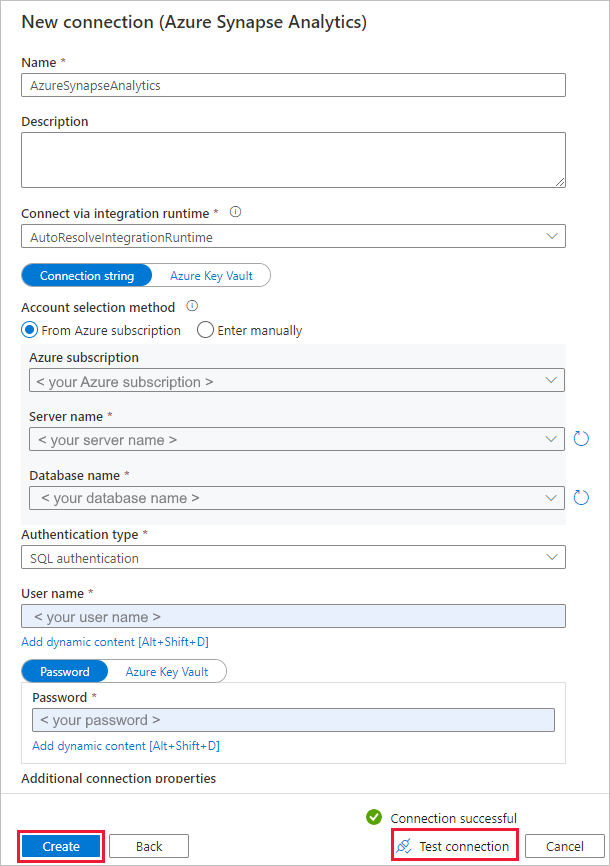 New connection (Azure Synapse Analytics)
Name *
AzureSynapseAnalytics
Description
Connect via integration runtime *
AutoResolveIntegrationRuntime
Connection string Azure Key Vault
Account selection method
From Azure subscription Enter manually
Azure subscription
< your Azure subscription >
Server name *
< your server name >
Database name *
< your database name >
Authentication type *
SQL authentication
User name *
< your user name >
Add dynamic content [Alt+Shift+D]
Password Azure Key Vault
Password *
< your password >
Add dynamic content [Alt+Shift+D]
Additional connection properties
Connection successful
Create Back Test connection Cancel